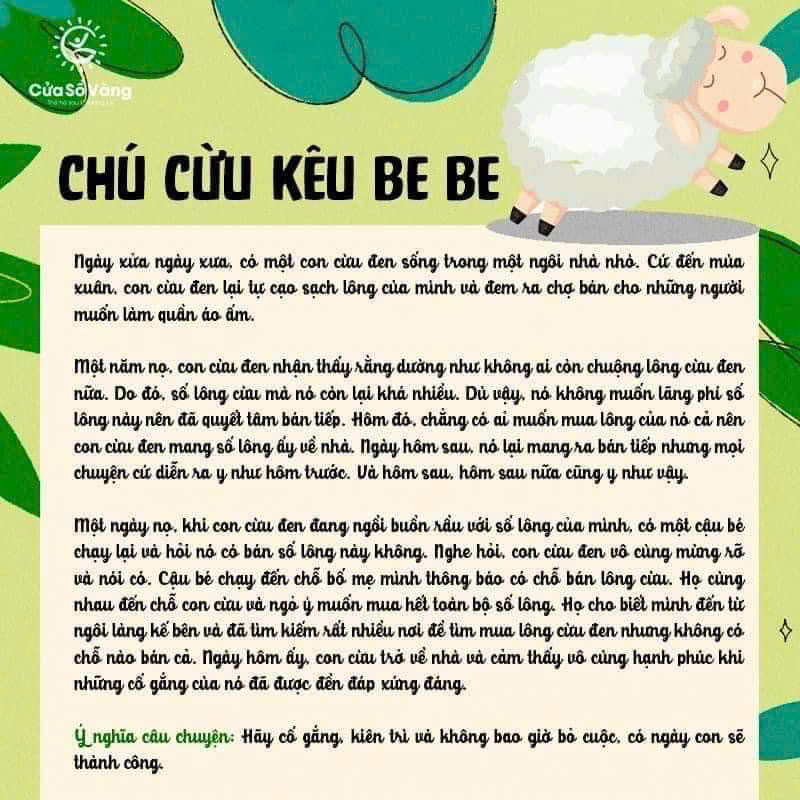 Cửa Sổ Vàng
CHÚ CỪU KÊU BE BE
Ngày xửa ngày xưa, có một con cừu đen sống trong một ngôi nhà nhỏ. Cứ đến mùa
xuân, con cừu đen lại tự cạo sạch lông của mình và đem ra chợ bán cho những người
muốn làm quần áo ấm.
Một năm nọ, con cừu đen nhận thấy rằng dường như không ai còn chuộng lông cừu đen
nữa. Do đó, số lông cừu mà nó còn lại khá nhiều. Dù vậy, nó không muốn lãng phí số
lông này nên đã quyết tâm bán tiếp. Hôm đó, chẳng có ai muốn mua lông của nó cả nên
con cừu đen mang số lông ấy về nhà. Ngày hôm sau, nó lại mang ra bán tiếp nhưng mọi
chuyện cứ diễn ra y như hôm trước. Và hôm sau, hôm sau nữa cũng y như vậy.
Một ngày nọ, khi con cừu đen đang ngồi buồn rầu với số lông của mình, có một cậu bé
chạy lại và hỏi nó có bán số lông này không. Nghe hỏi, con cừu đen vô cùng mừng rỡ
và nói có. Cậu bé chạy đến chỗ bố mẹ mình thông báo có chỗ bán lông cừu. Họ cùng
nhau đến chỗ con cừu và ngỏ ý muốn mua hết toàn bộ số lông. Họ cho biết mình đến từ
ngôi làng kế bên và đã tìm kiếm rất nhiều nơi để tìm mua lông cừu đen nhưng không có
chỗ nào bán cả. Ngày hôm ấy, con cừu trở về nhà và cảm thấy vô cùng hạnh phúc khi
những cố gắng của nó đã được đền đáp xứng đáng.
Ý nghĩa câu chuyện: Hãy cố gắng, kiên trì và không bao giờ bỏ cuộc, có ngày con sẽ
thành công.